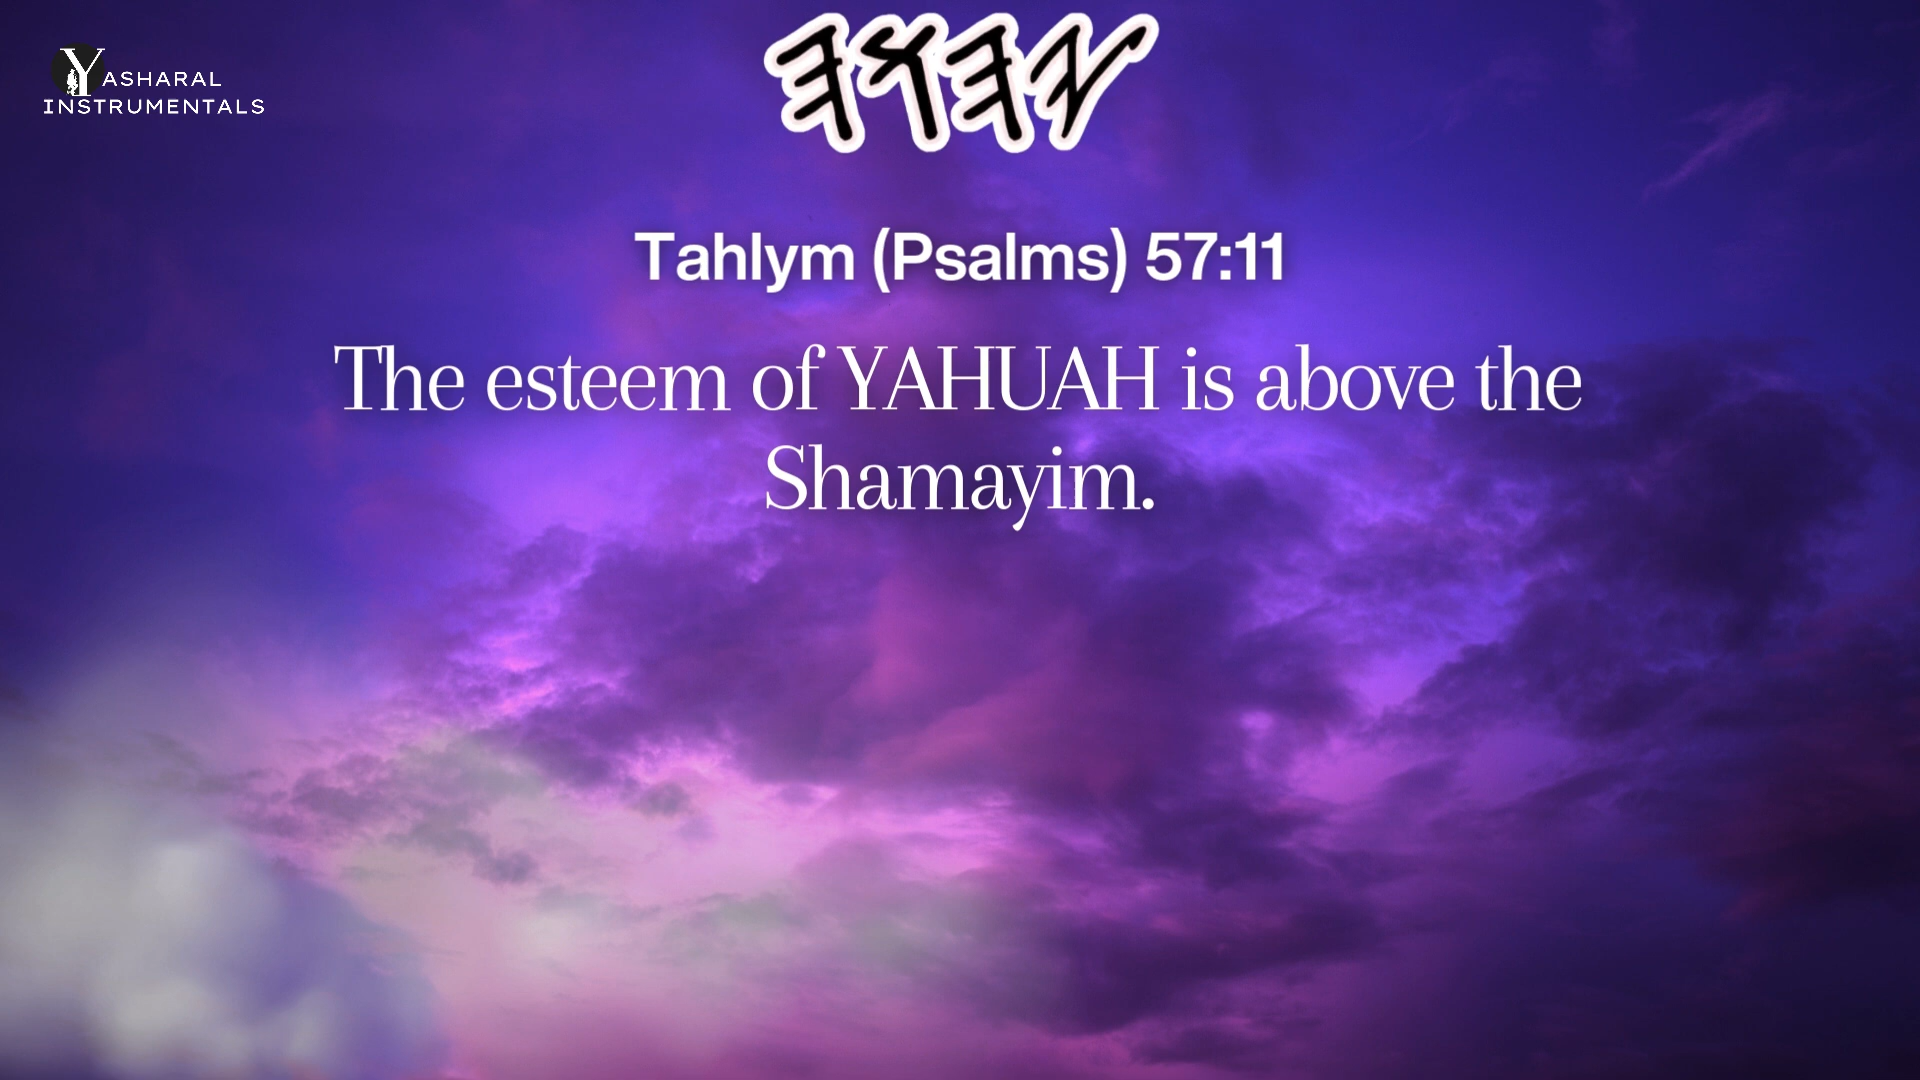 YASHARAL
INSTRUMENTALS
𐤉𐤄𐤅𐤄
Tahlym (Psalms) 57:11
The esteem of YAHUAH is above the
Shamayim.